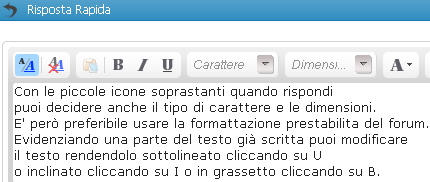 Risposta Rapida
A A A B I U Carattere Dimensi... A
Con le piccole icone soprastanti quando rispondi
puoi decidere anche il tipo di carattere e le dimensioni.
E' però preferibile usare la formattazione prestabilita del forum.
Evidenziando una parte del testo già scritta puoi modificare
il testo rendendolo sottolineato cliccando su U
o inclinato cliccando su I o in grassetto cliccando su B.